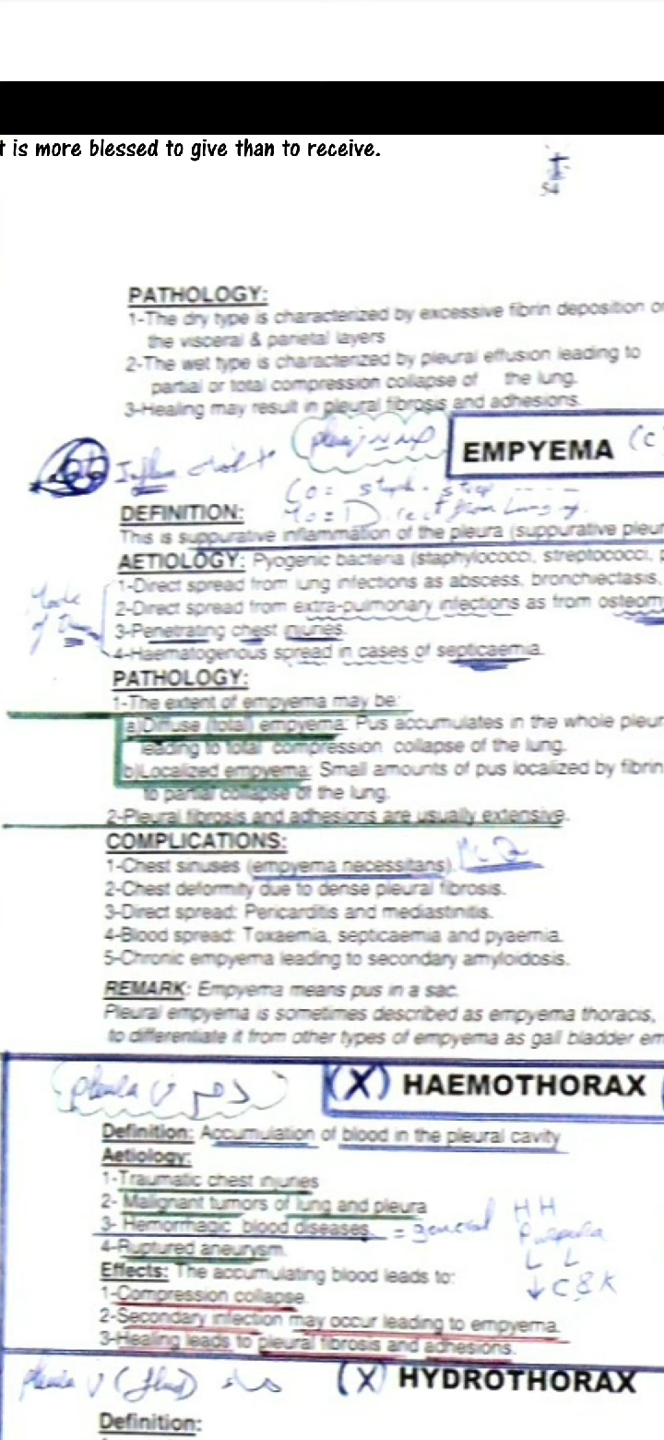 t is more blessed to give than to receive.
54
PATHOLOGY:
1-The dry type is characterized by excessive fibrin deposition o
the visceral & parietal layers
2-The wet type is characterized by pleural effusion leading to
partial or total compression collapse of the lung.
3-Healing may result in pleural fibrosis and adhesions.
EMPYEMA (C
DEFINITION:
This is suppurative inflammation of the pleura (suppurative pleur
AETIOLOGY: Pyogenic bacteria (staphylococci, streptococci, p
1-Direct spread from lung infections as abscess, bronchiectasis,
2-Direct spread from extra-pulmonary infections as from osteom
3-Penetrating chest injuries.
4-Haematogenous spread in cases of septicaemia.
PATHOLOGY:
1-The extent of empyema may be:
a)Diffuse (total) empyema: Pus accumulates in the whole pleur
leading to total compression collapse of the lung.
b)Localized empyema: Small amounts of pus localized by fibrin
to partial collapse of the lung.
2-Pleural fibrosis and adhesions are usually extensive.
COMPLICATIONS:
1-Chest sinuses (empyema necessitans). McQ
2-Chest deformity due to dense pleural fibrosis.
3-Direct spread: Pericarditis and mediastinitis.
4-Blood spread: Toxaemia, septicaemia and pyaemia.
5-Chronic empyema leading to secondary amyloidosis.
REMARK: Empyema means pus in a sac.
Pleural empyema is sometimes described as empyema thoracis,
to differentiate it from other types of empyema as gall bladder em
(X) HAEMOTHORAX
Definition: Accumulation of blood in the pleural cavity
Aetiology:
1-Traumatic chest injuries
2- Malignant tumors of lung and pleura
3- Hemorrhagic blood diseases. = general H H
Purpura
4-Ruptured aneurysm. L L
Effects: The accumulating blood leads to: ↓ C & K
1-Compression collapse.
2-Secondary infection may occur leading to empyema.
3-Healing leads to pleural fibrosis and adhesions.
(X) HYDROTHORAX
Definition: